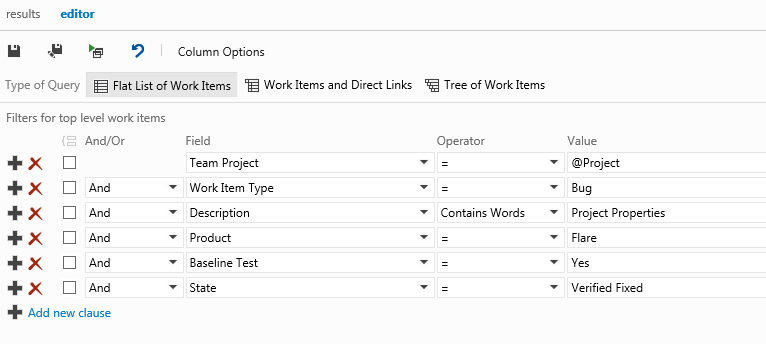 results editor
Column Options
Type of Query Flat List of Work Items Work Items and Direct Links Tree of Work Items
Filters for top level work items
And/Or Field Operator Value
Team Project = @Project
And Work Item Type = Bug
And Description Contains Words Project Properties
And Product = Flare
And Baseline Test = Yes
And State = Verified Fixed
Add new clause